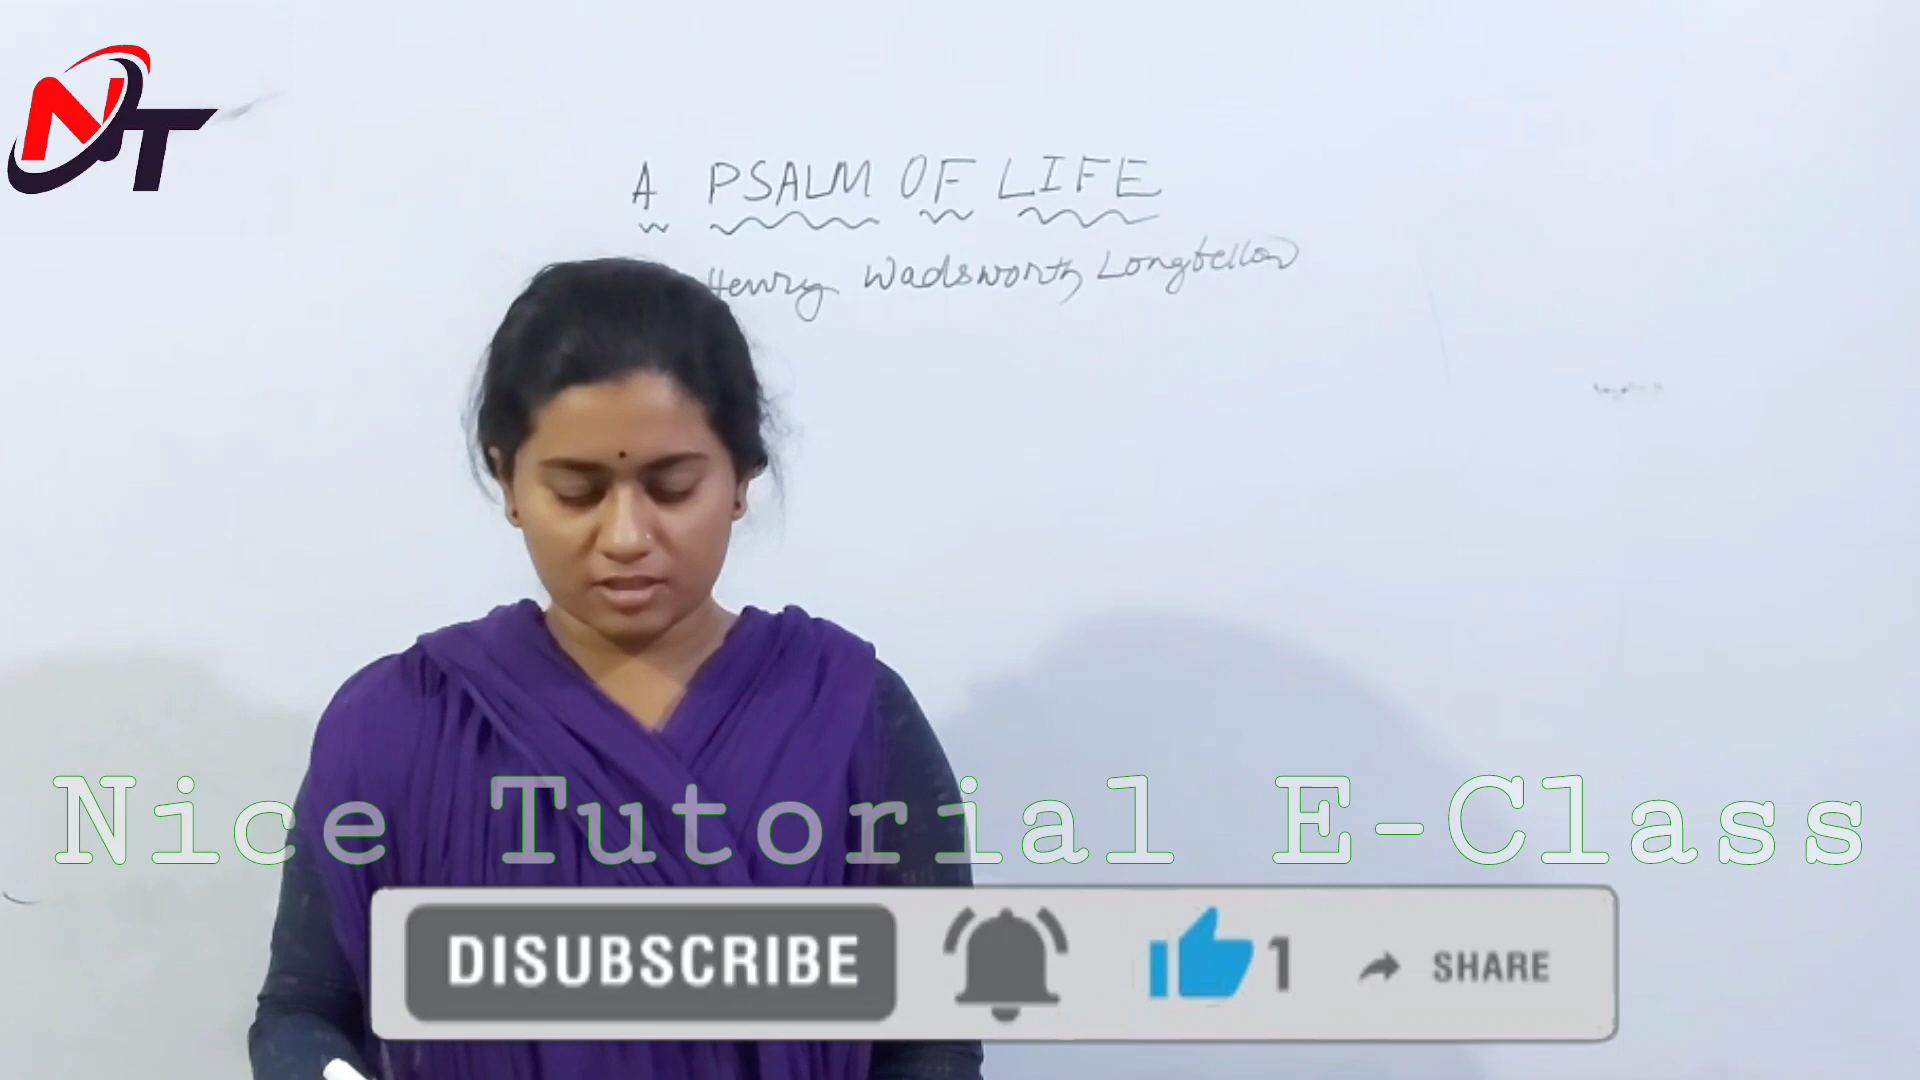 NT
A PSALM OF LIFE
Henry Wadsworth Longfellow
Nice Tutorial E-Class
DISUBSCRIBE 1 SHARE